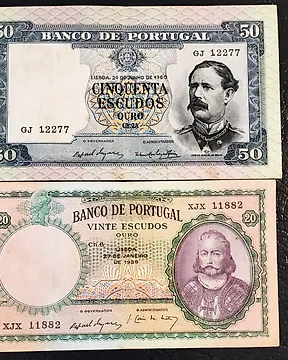 50 50
BANCO DE PORTUGAL
GJ 12277
LISBOA, 24 DE JUNHO DE 1960
CINQUENTA
ESCUDOS
OURO
GJ 12277
O GOVERNADOR O ADMINISTRADOR
50 50
BANCO DE PORTUGAL
XJX 11882
20 20
VINTE ESCUDOS
OURO
Ch.6
LISBOA
27 DE JANEIRO
DE 1959
O GOVERNADOR O ADMINISTRADOR
XJX 11882